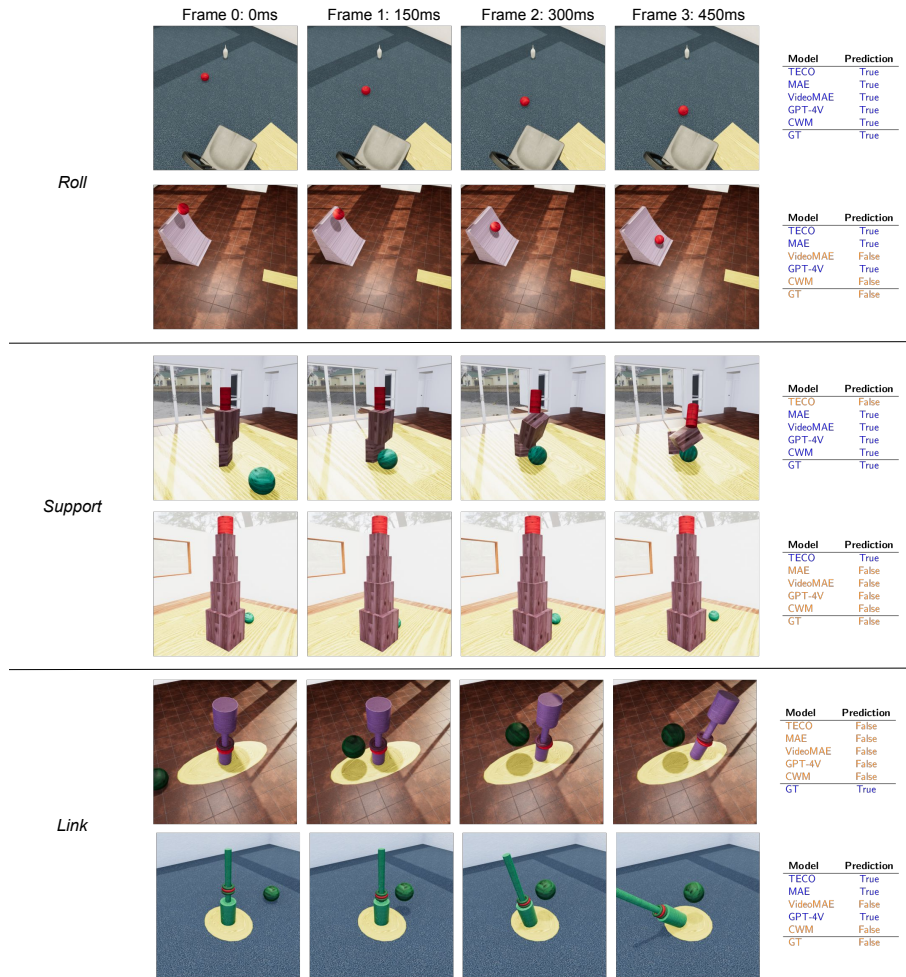 Frame 0: 0ms Frame 1: 150ms Frame 2: 300ms Frame 3: 450ms
Roll
Model Prediction
TECO True
MAE True
VideoMAE True
GPT-4V True
CWM True
GT True
Model Prediction
TECO True
MAE True
VideoMAE False
GPT-4V True
CWM False
GT False
Support
Model Prediction
TECO False
MAE True
VideoMAE True
GPT-4V True
CWM True
GT True
Model Prediction
TECO True
MAE False
VideoMAE False
GPT-4V False
CWM False
GT False
Link
Model Prediction
TECO False
MAE False
VideoMAE False
GPT-4V False
CWM False
GT True
Model Prediction
TECO True
MAE True
VideoMAE False
GPT-4V True
CWM False
GT False